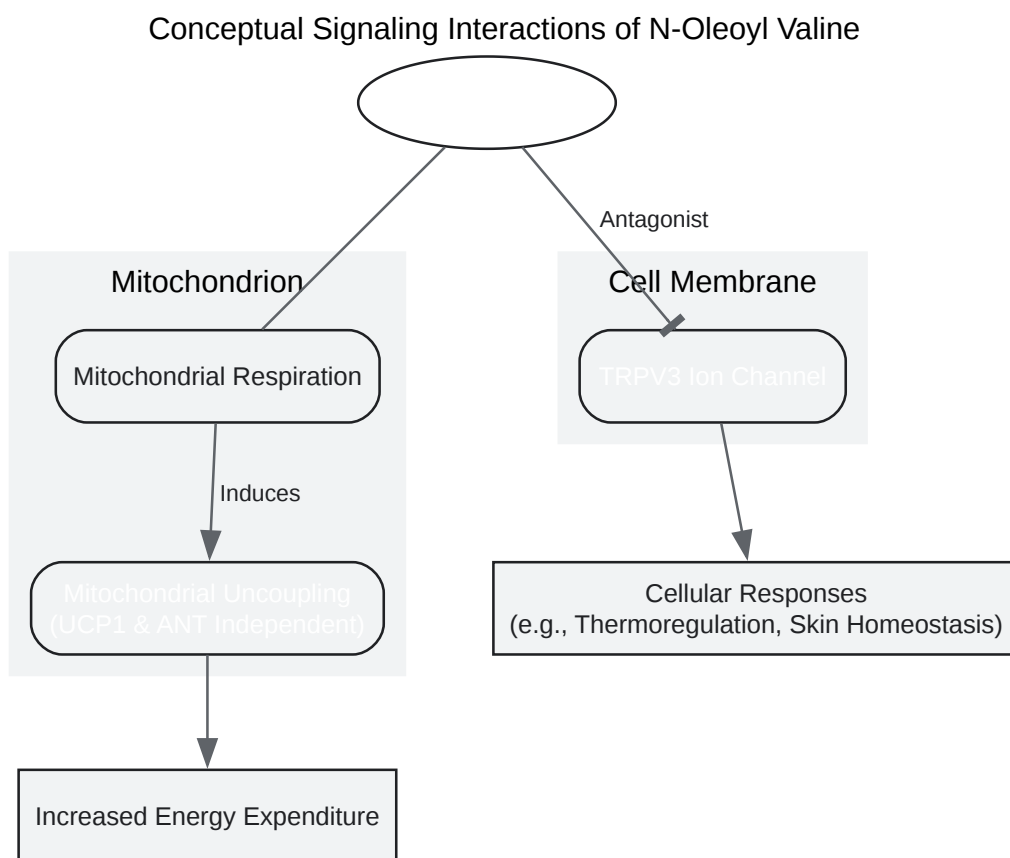 Conceptual Signaling Interactions of N-Oleoyl Valine
Antagonist
Mitochondrion
Cell Membrane
Mitochondrial Respiration
TRPV3 Ion Channel
Induces
Mitochondrial Uncoupling
(UCP1 & ANT Independent)
Cellular Responses
(e.g., Thermoregulation, Skin Homeostasis)
Increased Energy Expenditure